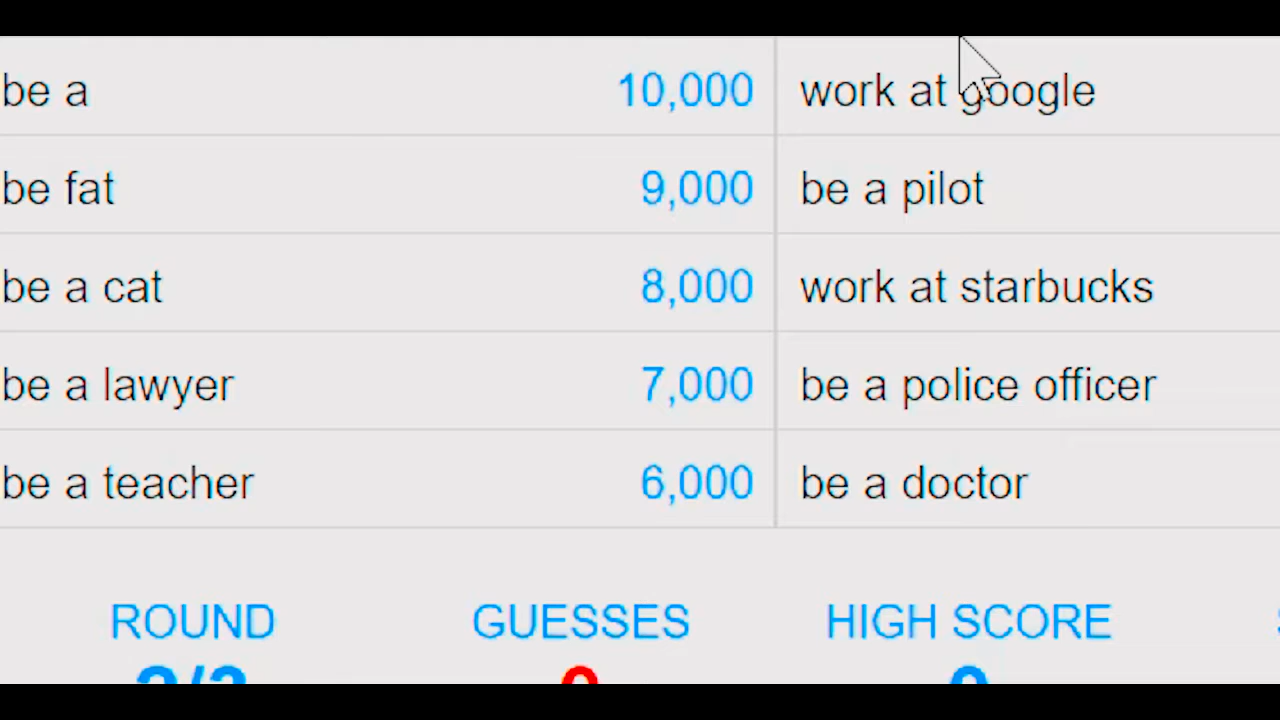 be a 10,000 work at google
be fat 9,000 be a pilot
be a cat 8,000 work at starbucks
be a lawyer 7,000 be a police officer
be a teacher 6,000 be a doctor
ROUND GUESSES HIGH SCORE